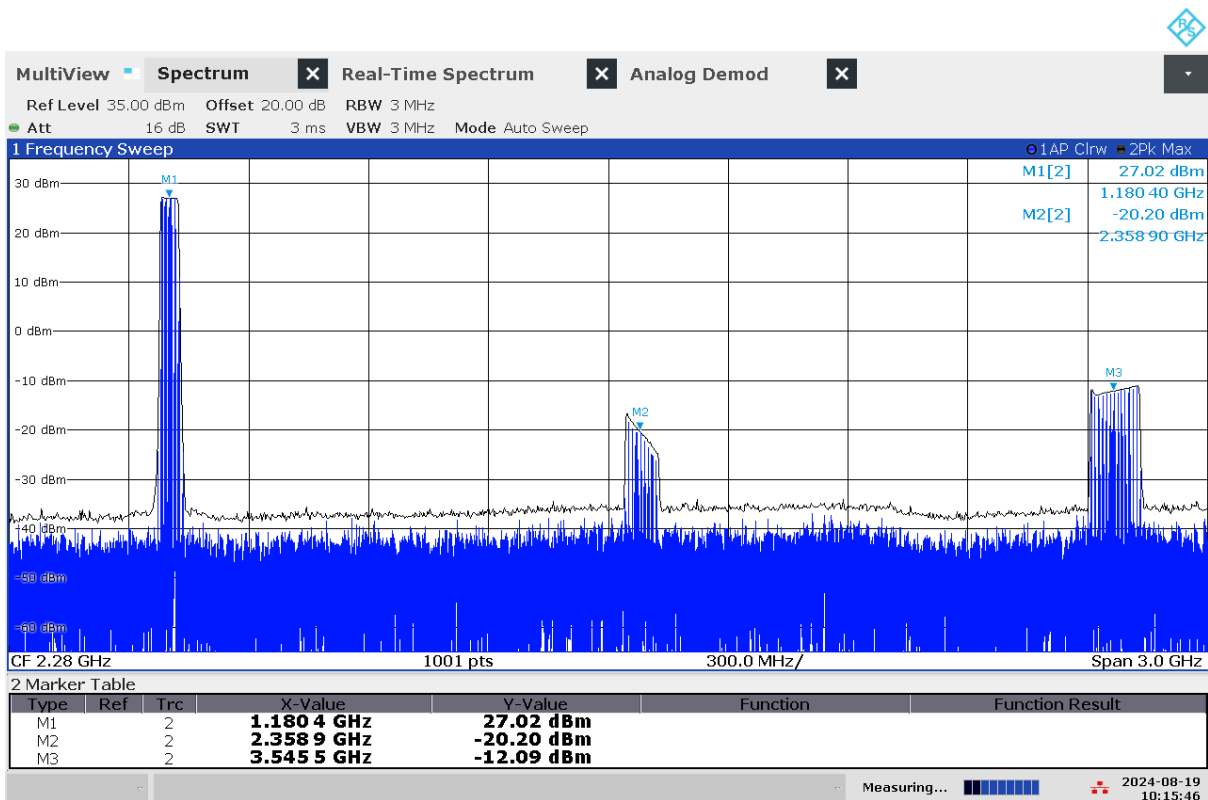 R S
MultiView Spectrum X Real-Time Spectrum X Analog Demod X
Ref Level 35.00 dBm Offset 20.00 dB RBW 3 MHz
Att 16 dB SWT 3 ms VBW 3 MHz Mode Auto Sweep
1 Frequency Sweep 1AP Clrw 2Pk Max
M1[2] 27.02 dBm
1.180 40 GHz
M2[2] -20.20 dBm
2.358 90 GHz
30 dBm
M1
20 dBm
10 dBm
0 dBm
-10 dBm
M3
M2
-20 dBm
-30 dBm
-40 dBm
-50 dBm
-60 dBm
CF 2.28 GHz 1001 pts 300.0 MHz/ Span 3.0 GHz
2 Marker Table
Type Ref Trc X-Value Y-Value Function Function Result
M1 2 1.180 4 GHz 27.02 dBm
M2 2 2.358 9 GHz -20.20 dBm
M3 2 3.545 5 GHz -12.09 dBm
Measuring... 2024-08-19
10:15:46